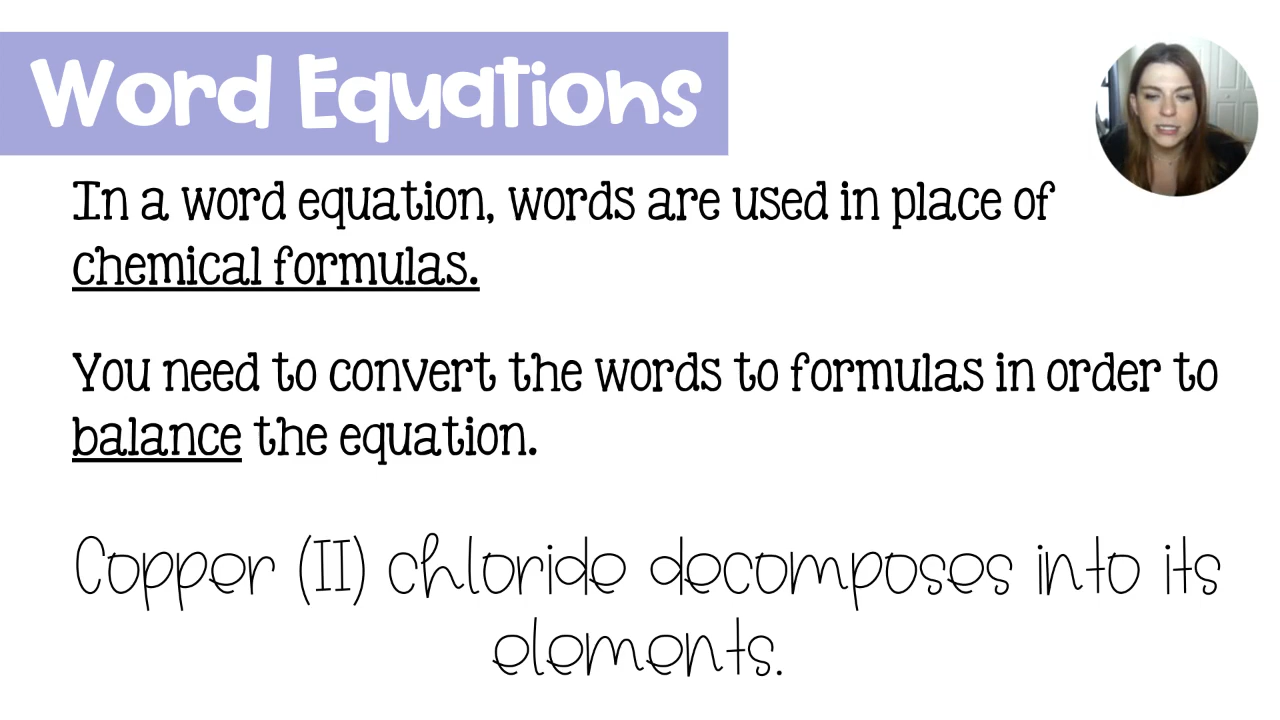 Word Equations
In a word equation, words are used in place of
chemical formulas.
You need to convert the words to formulas in order to
balance the equation.
Copper (II) chloride decomposes into its
elements.